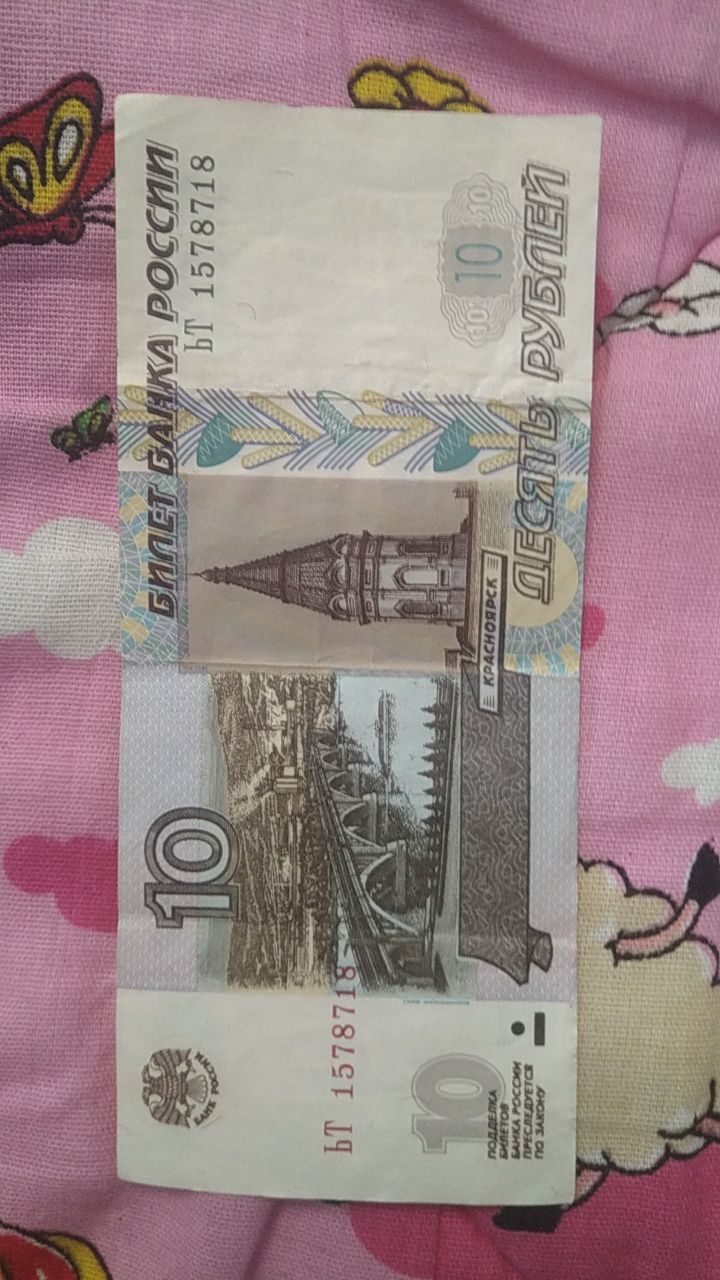 БАНК РОССИИ
10
БИЛЕТ БАНКА РОССИИ
ЬТ 1578718
ЬТ 1578718
10
ПОДДЕЛКА
БИЛЕТОВ
БАНКА РОССИИ
ПРЕСЛЕДУЕТСЯ
ПО ЗАКОНУ
КРАСНОЯРСК
10 10 10
ДЕСЯТЬ РУБЛЕЙ